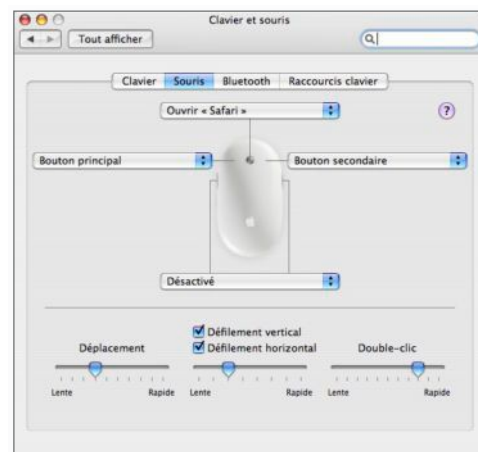 Clavier et souris
Tout afficher
Clavier Souris Bluetooth Raccourcis clavier
Ouvrir « Safari »
?
Bouton principal Bouton secondaire
Désactivé
Défilement vertical
Déplacement Défilement horizontal Double-clic
Lente Rapide Lente Rapide Lente Rapide